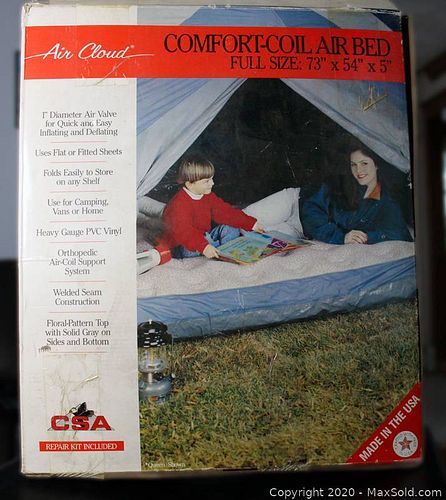 Air Cloud®
COMFORT-COIL AIR BED
FULL SIZE: 73" x 54" x 5"
1" Diameter Air Valve
for Quick and Easy
Inflating and Deflating
Uses Flat or Fitted Sheets
Folds Easily to Store
on any Shelf
Use for Camping,
Vans or Home
Heavy Gauge PVC Vinyl
Orthopedic
Air-Coil Support
System
Welded Seam
Construction
Floral-Pattern Top
with Solid Gray on
Sides and Bottom
CSA
REPAIR KIT INCLUDED
*Queen Shown
MADE IN THE USA
Copyright 2020 - MaxSold.com